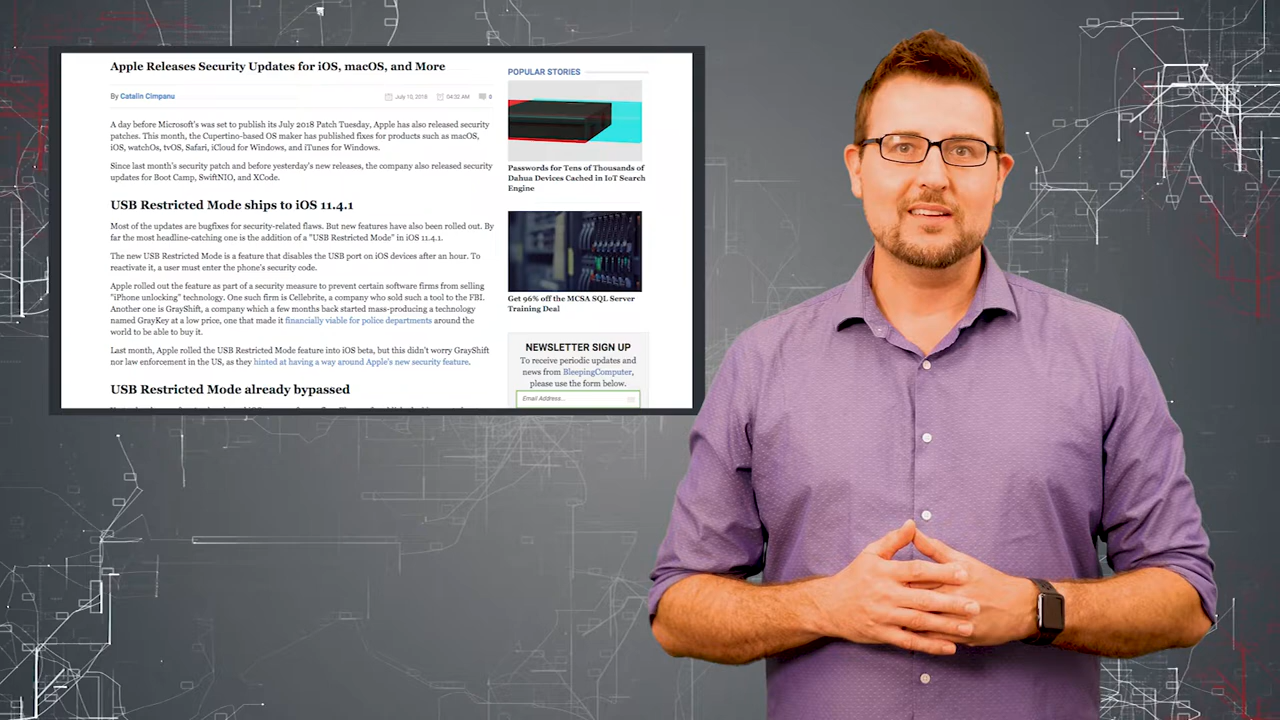 Apple Releases Security Updates for iOS, macOS, and More
By Catalin Cimpanu
July 10, 2018
04:32 AM
0
A day before Microsoft's was set to publish its July 2018 Patch Tuesday, Apple has also released security
patches. This month, the Cupertino-based OS maker has published fixes for products such as macOS,
iOS, watchOs, tvOS, Safari, iCloud for Windows, and iTunes for Windows.
Since last month's security patch and before yesterday's new releases, the company also released security
updates for Boot Camp, SwiftNIO, and XCode.
USB Restricted Mode ships to iOS 11.4.1
Most of the updates are bugfixes for security-related flaws. But new features have also been rolled out. By
far the most headline-catching one is the addition of a "USB Restricted Mode" in iOS 11.4.1.
The new USB Restricted Mode is a feature that disables the USB port on iOS devices after an hour. To
reactivate it, a user must enter the phone's security code.
Apple rolled out the feature as part of a security measure to prevent certain software firms from selling
"iPhone unlocking" technology. One such firm is Cellebrite, a company who sold such a tool to the FBI.
Another one is GrayShift, a company which a few months back started mass-producing a technology
named GrayKey at a low price, one that made it financially viable for police departments around the
world to be able to buy it.
Last month, Apple rolled the USB Restricted Mode feature into iOS beta, but this didn't worry GrayShift
nor law enforcement in the US, as they hinted at having a way around Apple's new security feature.
USB Restricted Mode already bypassed
POPULAR STORIES
Passwords for Tens of Thousands of
Dahua Devices Cached in IoT Search
Engine
Get 96% off the MCSA SQL Server
Training Deal
NEWSLETTER SIGN UP
To receive periodic updates and
news from BleepingComputer,
please use the form below.
Email Address...